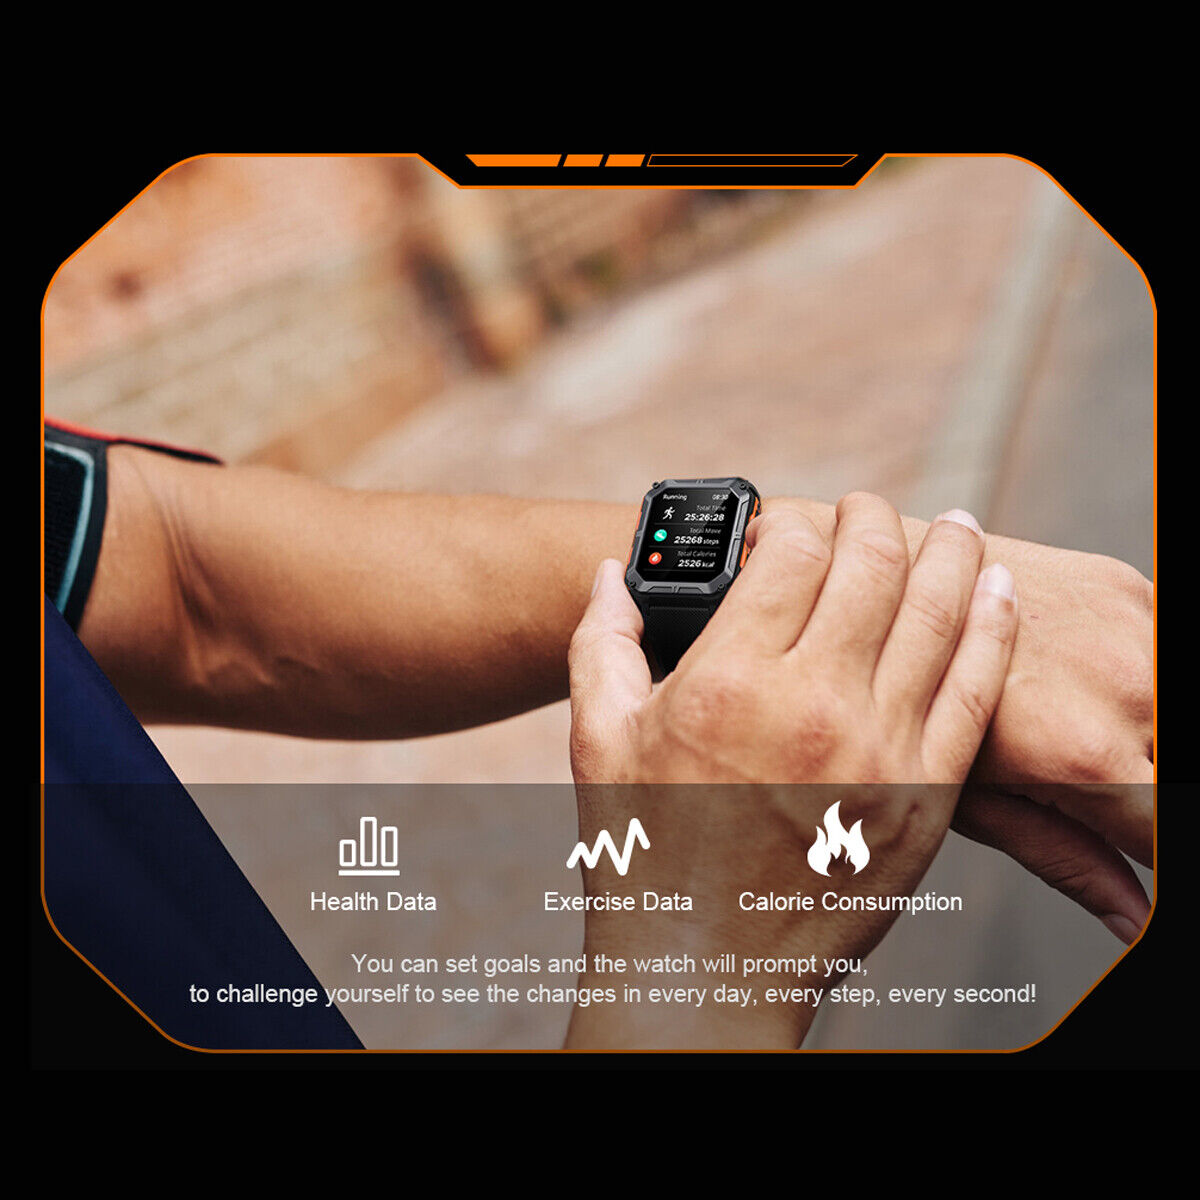 Running 08:30
Total Time
25:26:28
Total Move
25268 steps
Total Calories
2526 kcal
Health Data
Exercise Data
Calorie Consumption
You can set goals and the watch will prompt you,
to challenge yourself to see the changes in every day, every step, every second!